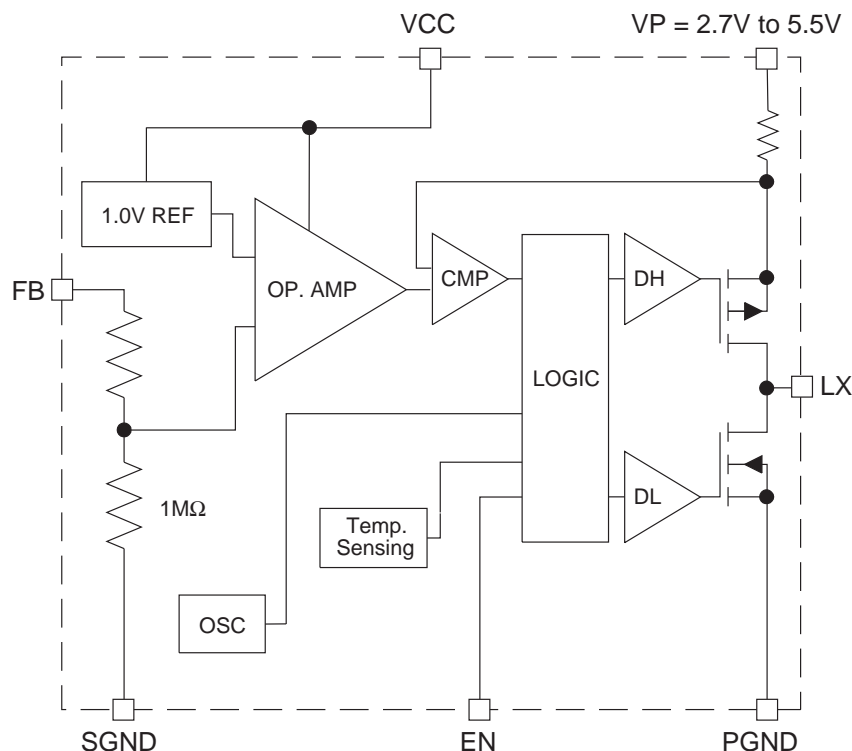 VCC
VP = 2.7V to 5.5V
1.0V REF
FB
OP. AMP
CMP
DH
LOGIC
LX
1MΩ
Temp.
Sensing
DL
OSC
SGND
EN
PGND